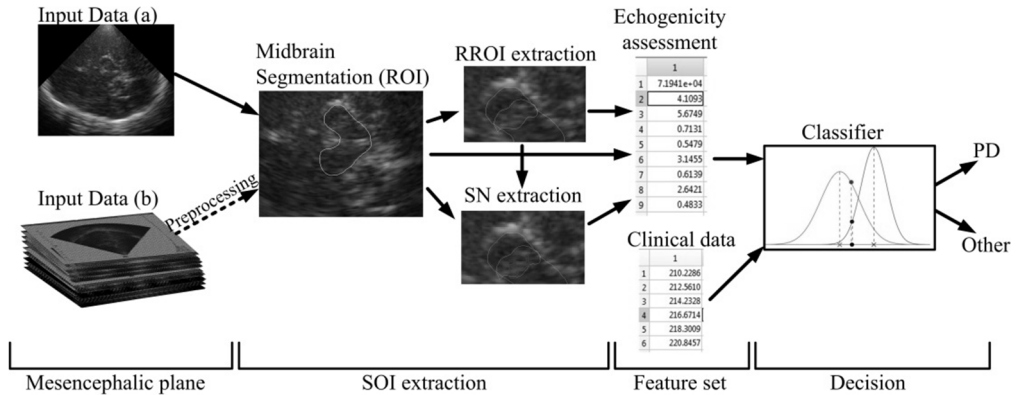 Input Data (a)
Midbrain
Segmentation (ROI)
RROI extraction
Echogenicity
assessment
1
1 7.1941e+04
2 4.1093
3 5.6749
4 0.7131
5 0.5479
6 3.1455
7 0.6139
8 2.6421
9 0.4833
Classifier
PD
Other
Input Data (b)
Preprocessing
SN extraction
Clinical data
1
1 210.2286
2 212.5610
3 214.2328
4 216.6714
5 218.3009
6 220.8457
Mesencephalic plane
SOI extraction
Feature set
Decision